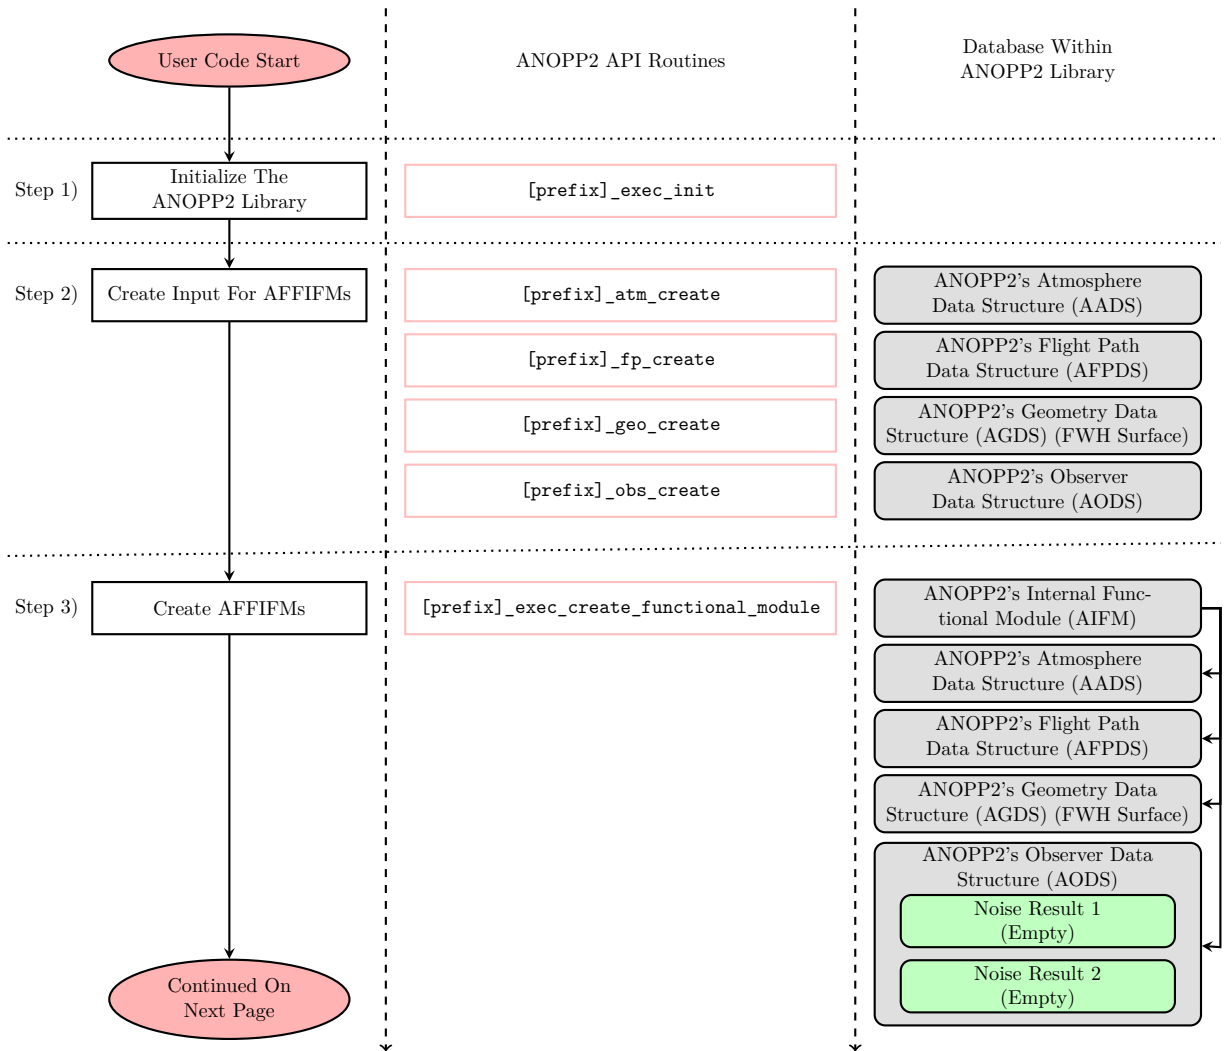 User Code Start
ANOPP2 API Routines
Database Within
ANOPP2 Library
Step 1)
Initialize The
ANOPP2 Library
[prefix]_exec_init
Step 2)
Create Input For AFFIFMs
[prefix]_atm_create
ANOPP2's Atmosphere
Data Structure (AADS)
[prefix]_fp_create
ANOPP2's Flight Path
Data Structure (AFPDS)
[prefix]_geo_create
ANOPP2's Geometry Data
Structure (AGDS) (FWH Surface)
[prefix]_obs_create
ANOPP2's Observer
Data Structure (AODS)
Step 3)
Create AFFIFMs
[prefix]_exec_create_functional_module
ANOPP2's Internal Func-
tional Module (AIFM)
ANOPP2's Atmosphere
Data Structure (AADS)
ANOPP2's Flight Path
Data Structure (AFPDS)
ANOPP2's Geometry Data
Structure (AGDS) (FWH Surface)
ANOPP2's Observer Data
Structure (AODS)
Noise Result 1
(Empty)
Noise Result 2
(Empty)
Continued On
Next Page